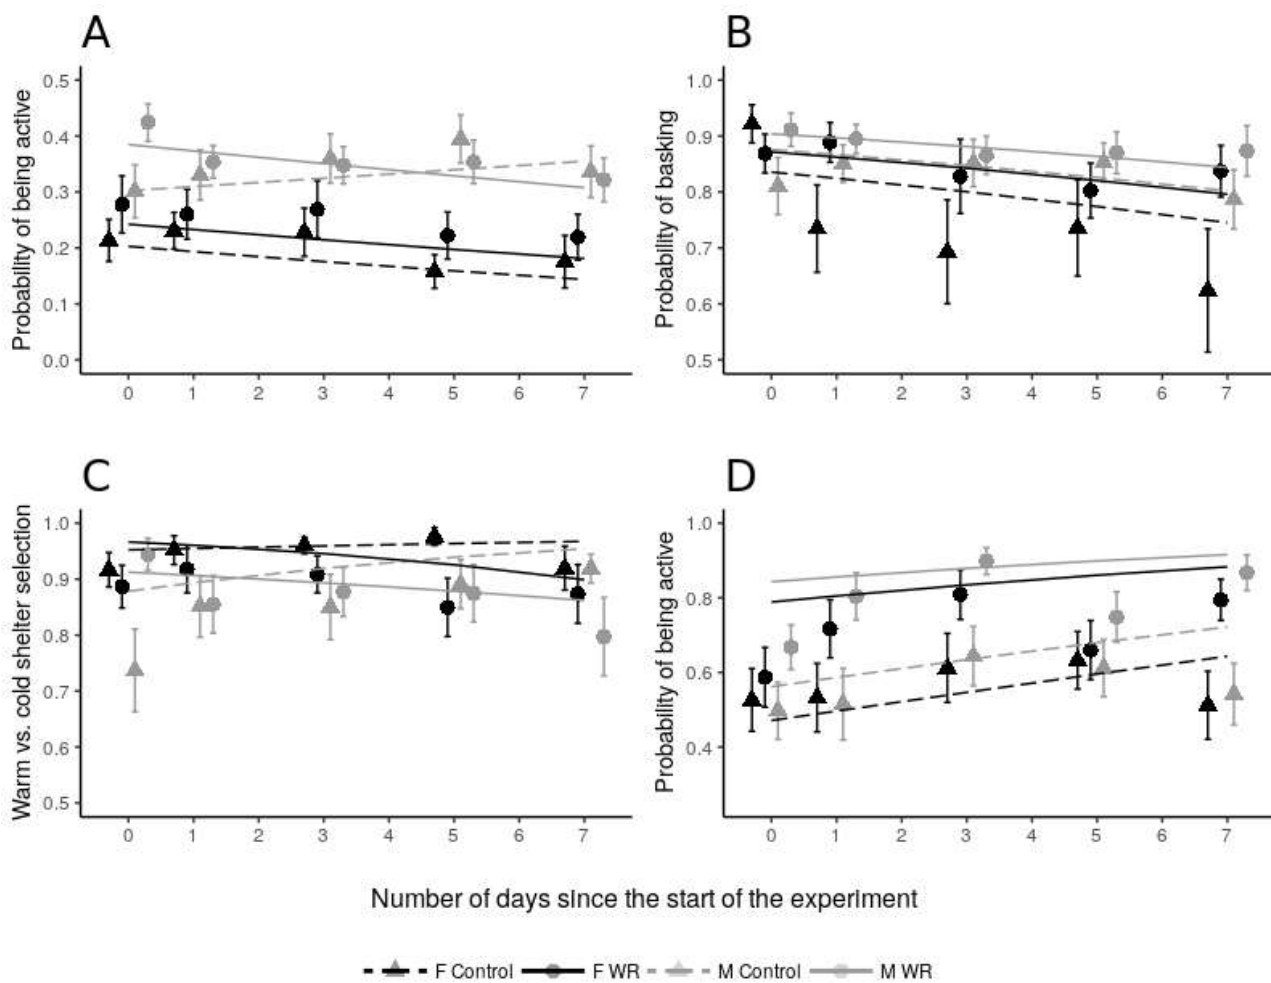 A
B
Probability of being active
0.5
0.4
0.3
0.2
0.1
0.0
0 1 2 3 4 5 6 7
Probability of basking
1.0
0.9
0.8
0.7
0.6
0.5
0 1 2 3 4 5 6 7
C
D
Warm vs. cold shelter selection
1.0
0.9
0.8
0.7
0.6
0.5
0 1 2 3 4 5 6 7
Probability of being active
1.0
0.8
0.6
0.4
0 1 2 3 4 5 6 7
Number of days since the start of the experiment
F Control F WR M Control M WR